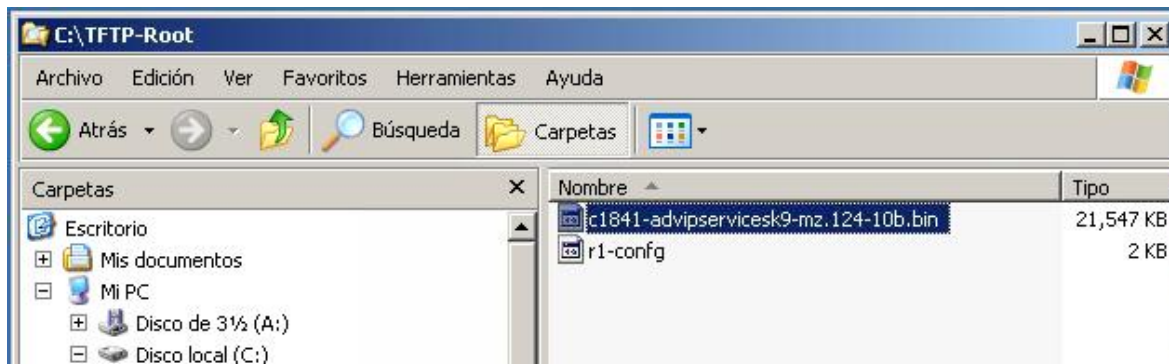 C:\TFTP-Root
Archivo Edición Ver Favoritos Herramientas Ayuda
Atrás Búsqueda Carpetas
Carpetas Nombre Tipo
Escritorio c1841-advipservicesk9-mz.124-10b.bin 21,547 KB
Mis documentos r1-confg 2 KB
Mi PC
Disco de 3½ (A:)
Disco local (C:)